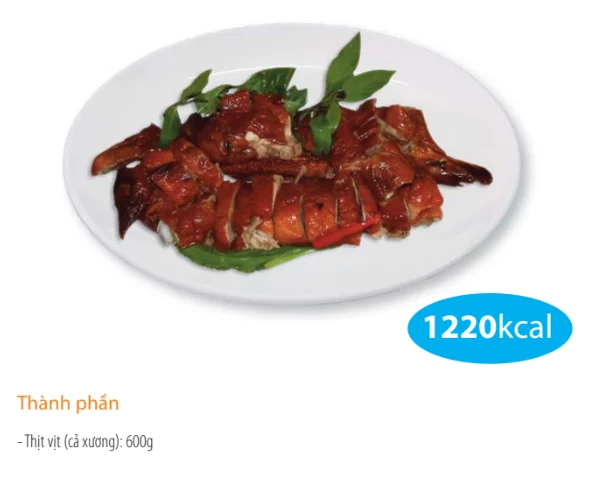 1220kcal
Thành phần
- Thịt vịt (cả xương): 600g